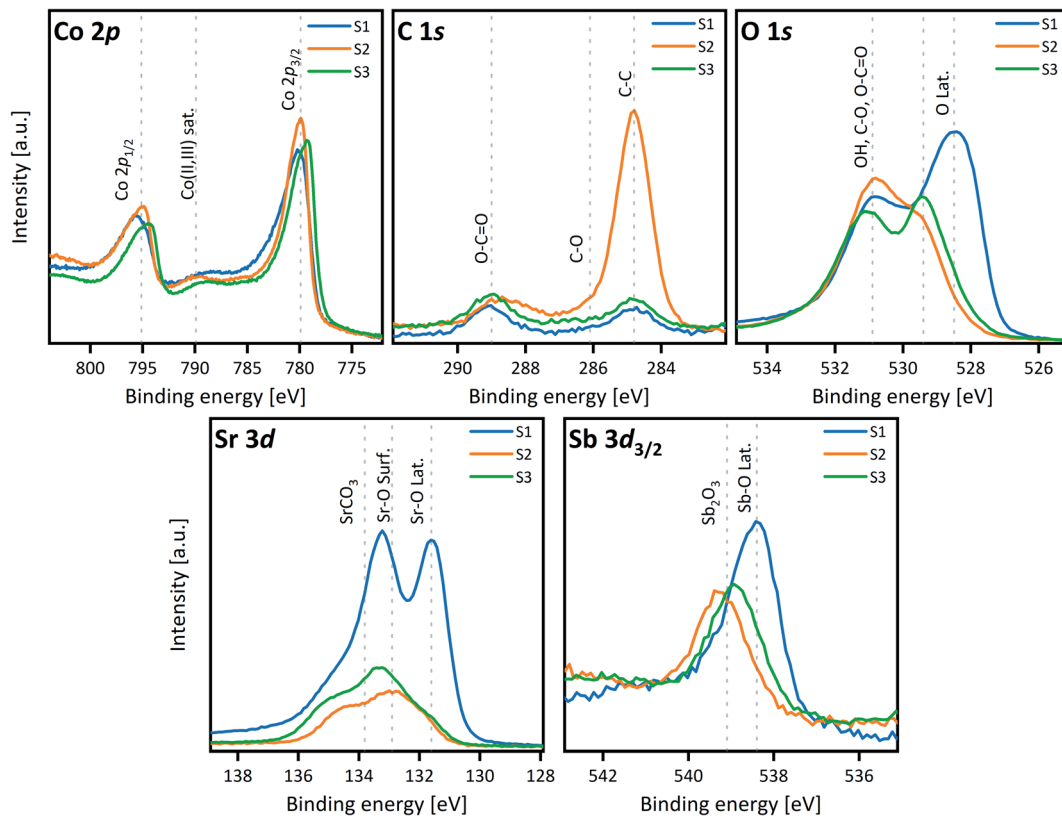 Co 2p
S1
S2
S3
Co 2p1/2
Co(II,III) sat.
Co 2p3/2
Intensity [a.u.]
800 795 790 785 780 775
Binding energy [eV]
C 1s
S1
S2
S3
O-C=O
C-O
C-C
290 288 286 284
Binding energy [eV]
O 1s
S1
S2
S3
OH, C-O, O-C=O
O Lat.
534 532 530 528 526
Binding energy [eV]
Sr 3d
S1
S2
S3
SrCO3
Sr-O Surf.
Sr-O Lat.
Intensity [a.u.]
138 136 133 132 130 128
Binding energy [eV]
Sb 3d3/2
S1
S2
S3
Sb2O3
Sb-O Lat.
542 540 538 536
Binding energy [eV]